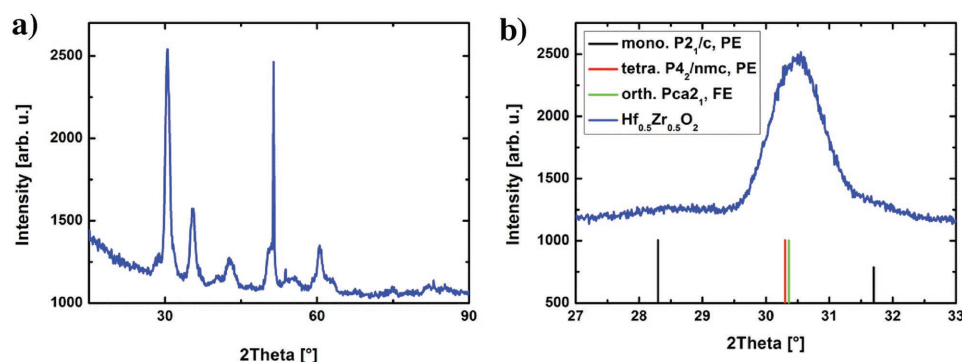 a)
2500
2000
1500
1000
Intensity [arb. u.]
30
45
60
90
2Theta [°]
b)
mono. P2₁/c, PE
tetra. P4₂/nmc, PE
orth. Pca2₁, FE
Hf₀.₅Zr₀.₅O₂
2500
2000
1500
1000
500
Intensity [arb. u.]
27
28
29
30
31
32
33
2Theta [°]